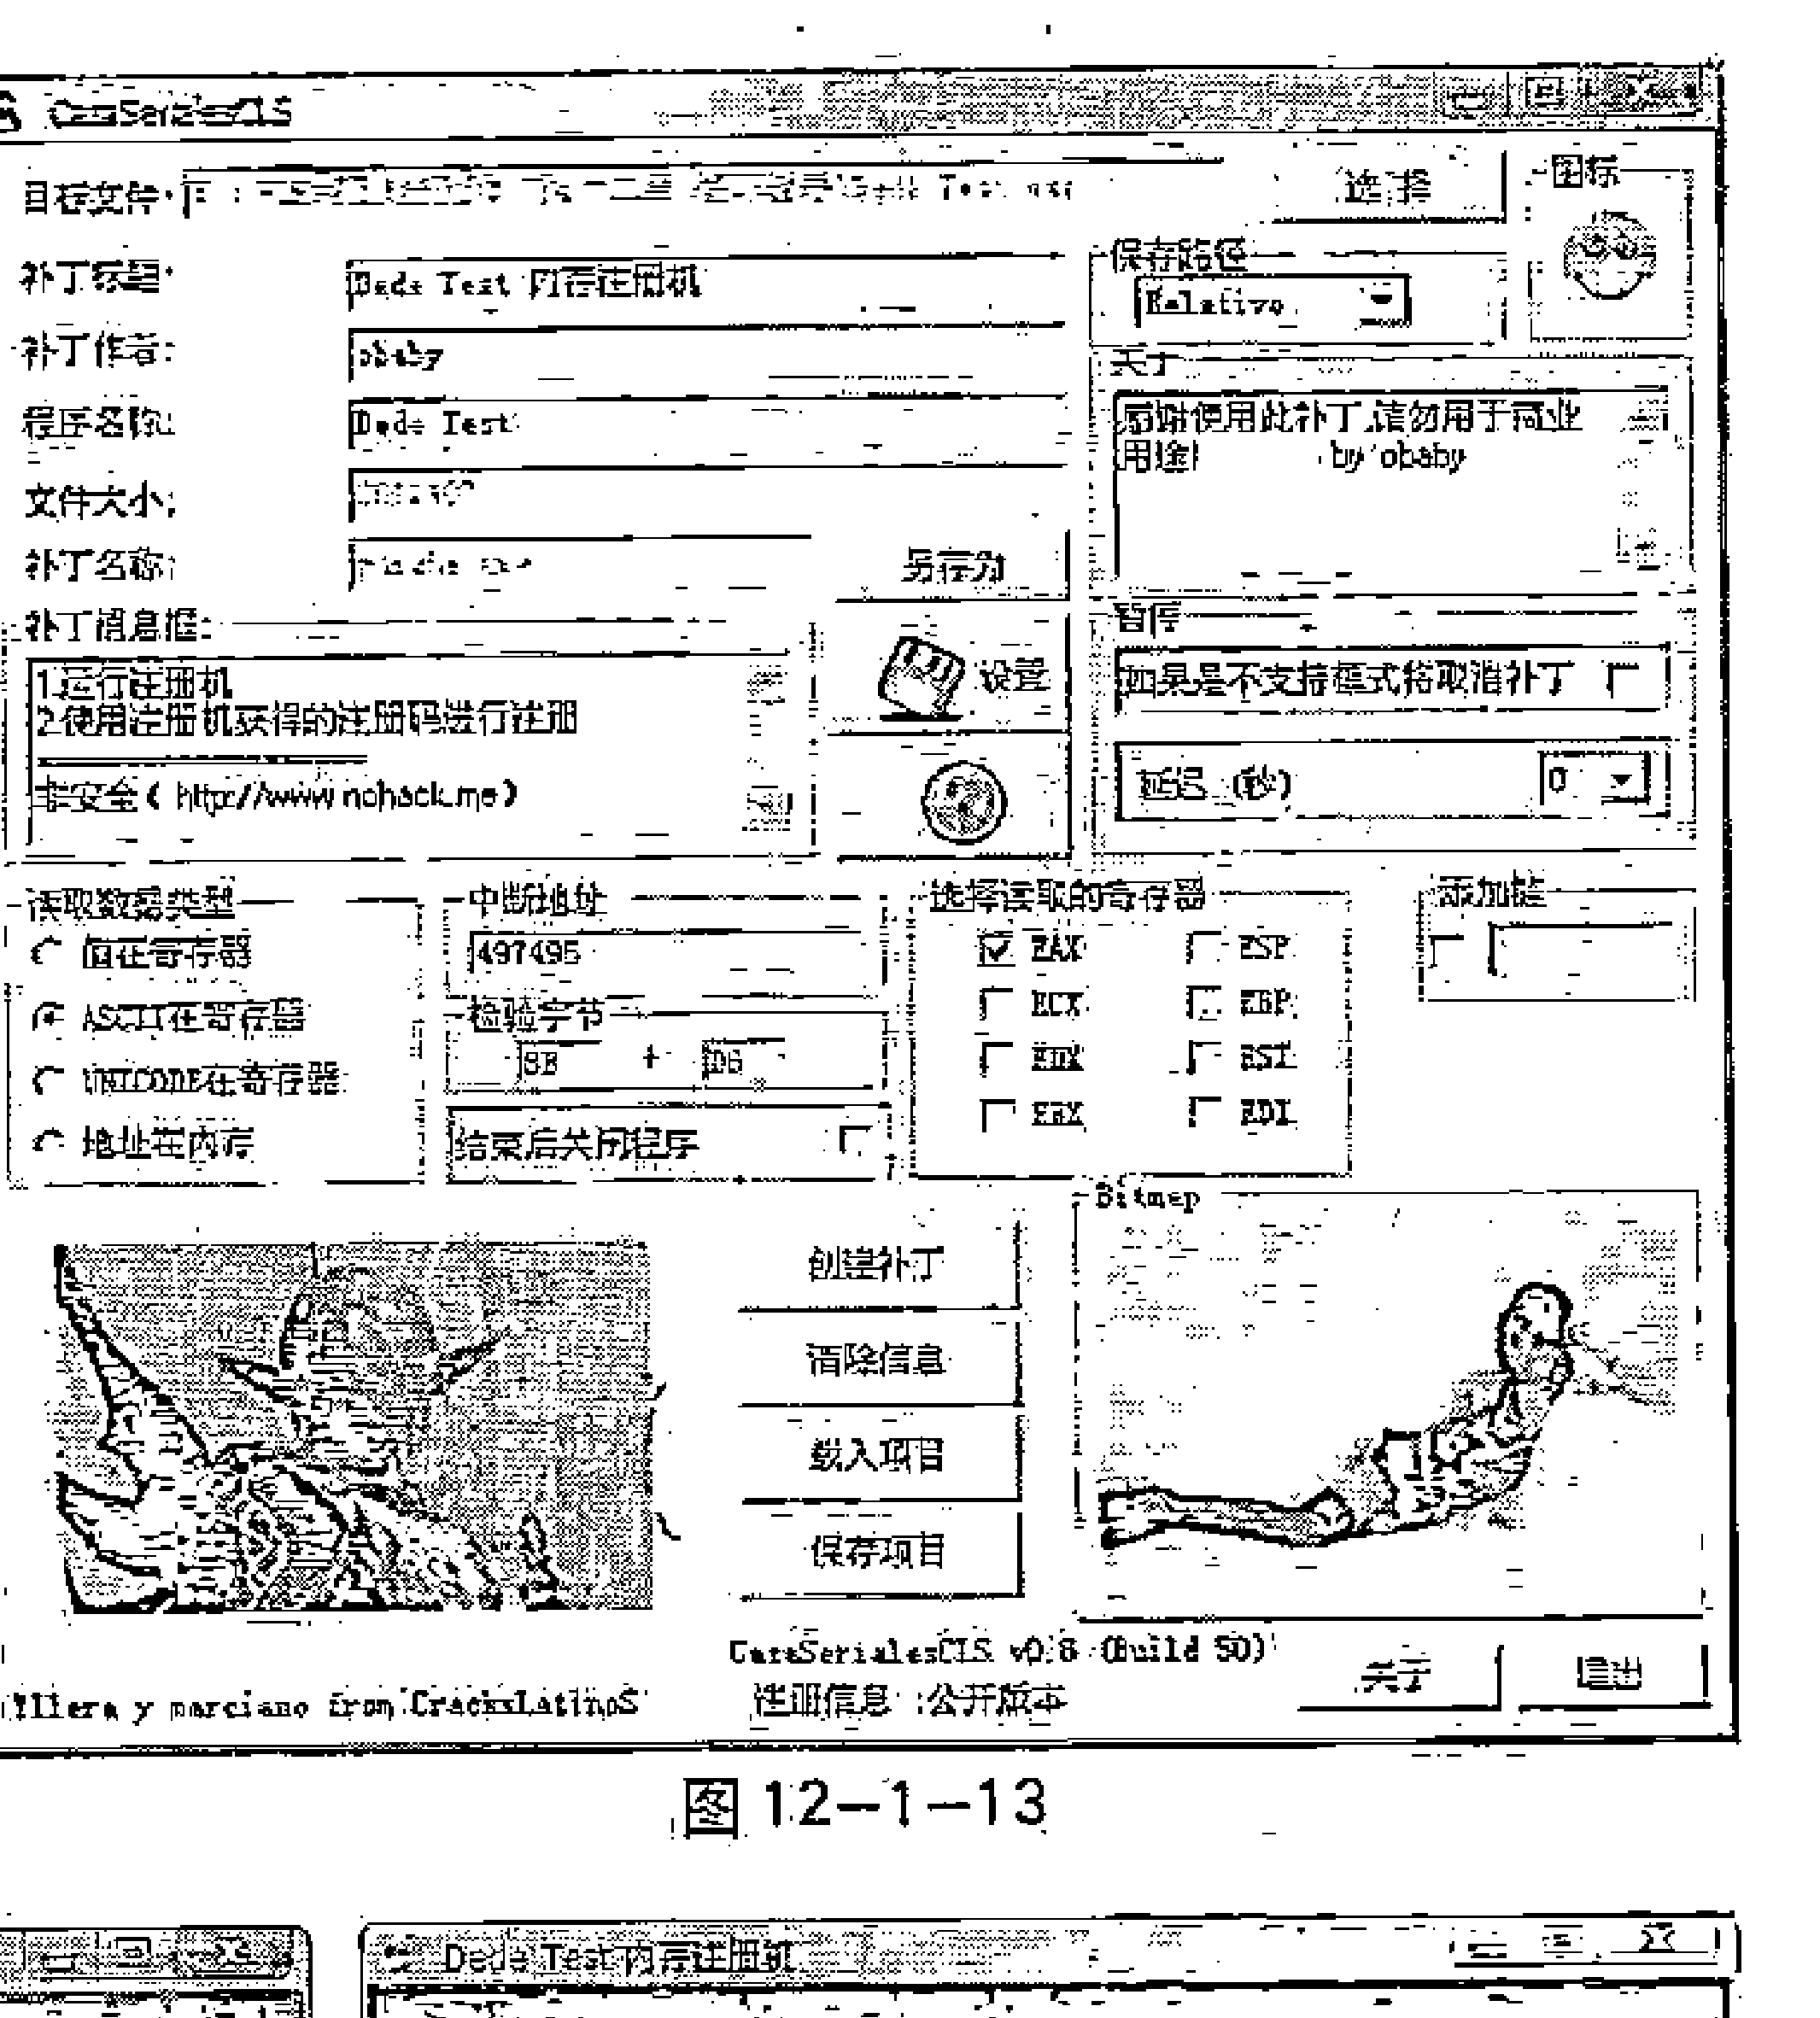 CaraSerialesCLS
目标文件: Test.exe 选择 图标
补丁标题: Dede Test 内存注册机 保存路径
Relativo
补丁作者: obaby
关于
程序名称: Dede Test
感谢使用此补丁,请勿用于商业
用途! by obaby
文件大小:
补丁名称: 另存为
补丁消息框: 暂停
1.运行注册机
2.使用注册机获得的注册码进行注册
设置 如果是不支持模式将取消补丁
非安全( http://www.nohack.me )
延迟 (秒) 0
读取数据类型 中断地址 选择读取的寄存器 添加键
值在寄存器 497495 EAX ESP
ASCII在寄存器 检验字节 ECX EBP
UNICODE在寄存器 8B + D6 EDX ESI
地址在内存 结束后关闭程序 EBX EDI
Bitmap
创建补丁
清除信息
载入项目
保存项目
CaraSerialesCLS v0.8 (Build 50) 关于 退出
y marciano from CracksLatinoS 注册信息 :公开版本
图 12-1-13
Dede Test 内存注册机